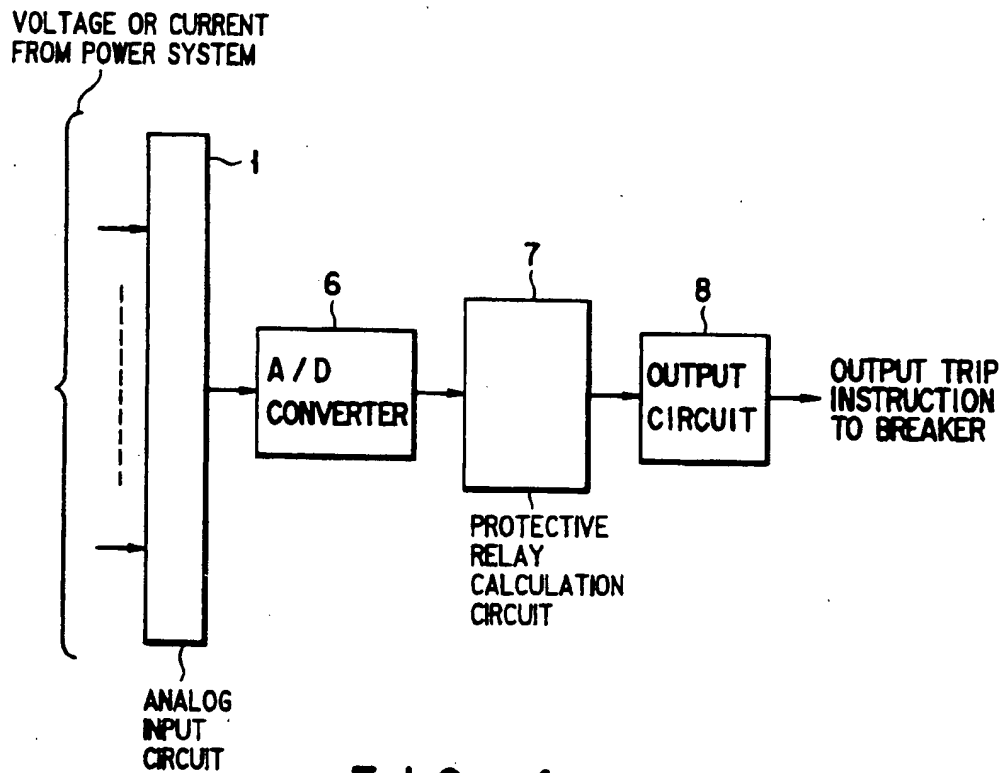 VOLTAGE OR CURRENT
FROM POWER SYSTEM
1
6
A/D
CONVERTER
7
8
OUTPUT
CIRCUIT
OUTPUT TRIP
INSTRUCTION
TO BREAKER
PROTECTIVE
RELAY
CALCULATION
CIRCUIT
ANALOG
INPUT
CIRCUIT